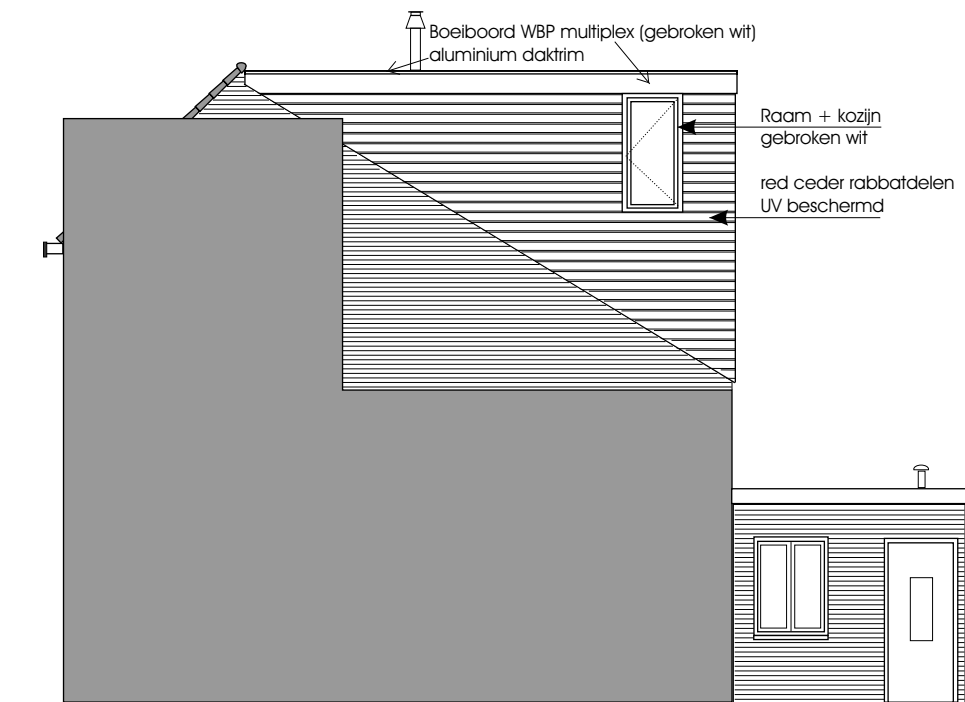 Boeiboord WBP multiplex (gebroken wit)
aluminium daktrim
Raam + kozijn
gebroken wit
red ceder rabbatdelen
UV beschermd